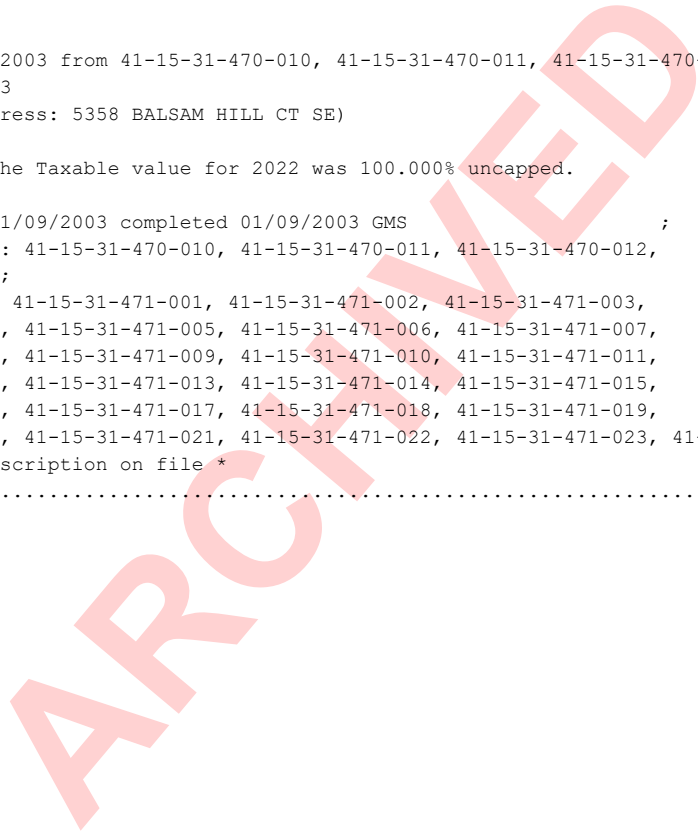 2003 from 41-15-31-470-010, 41-15-31-470-011, 41-15-31-470-
3
ress: 5358 BALSAM HILL CT SE)
he Taxable value for 2022 was 100.000% uncapped.
1/09/2003 completed 01/09/2003 GMS ;
: 41-15-31-470-010, 41-15-31-470-011, 41-15-31-470-012,
;
41-15-31-471-001, 41-15-31-471-002, 41-15-31-471-003,
, 41-15-31-471-005, 41-15-31-471-006, 41-15-31-471-007,
, 41-15-31-471-009, 41-15-31-471-010, 41-15-31-471-011,
, 41-15-31-471-013, 41-15-31-471-014, 41-15-31-471-015,
, 41-15-31-471-017, 41-15-31-471-018, 41-15-31-471-019,
, 41-15-31-471-021, 41-15-31-471-022, 41-15-31-471-023, 41-
scription on file *
..........................................................
ARCHIVED